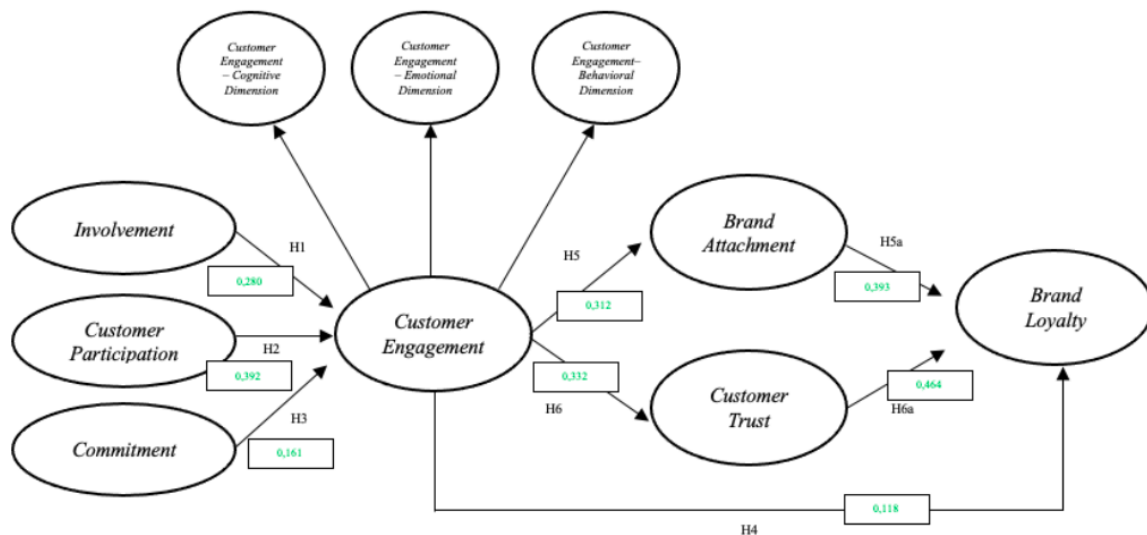 Customer
Engagement
– Cognitive
Dimension
Customer
Engagement
– Emotional
Dimension
Customer
Engagement–
Behavioral
Dimension
Involvement
H1
0,280
Customer
Participation
H2
0,392
Commitment
H3
0,161
Customer
Engagement
H5
0,312
0,332
H6
Brand
Attachment
H5a
0,393
Customer
Trust
0,464
H6a
Brand
Loyalty
0,118
H4